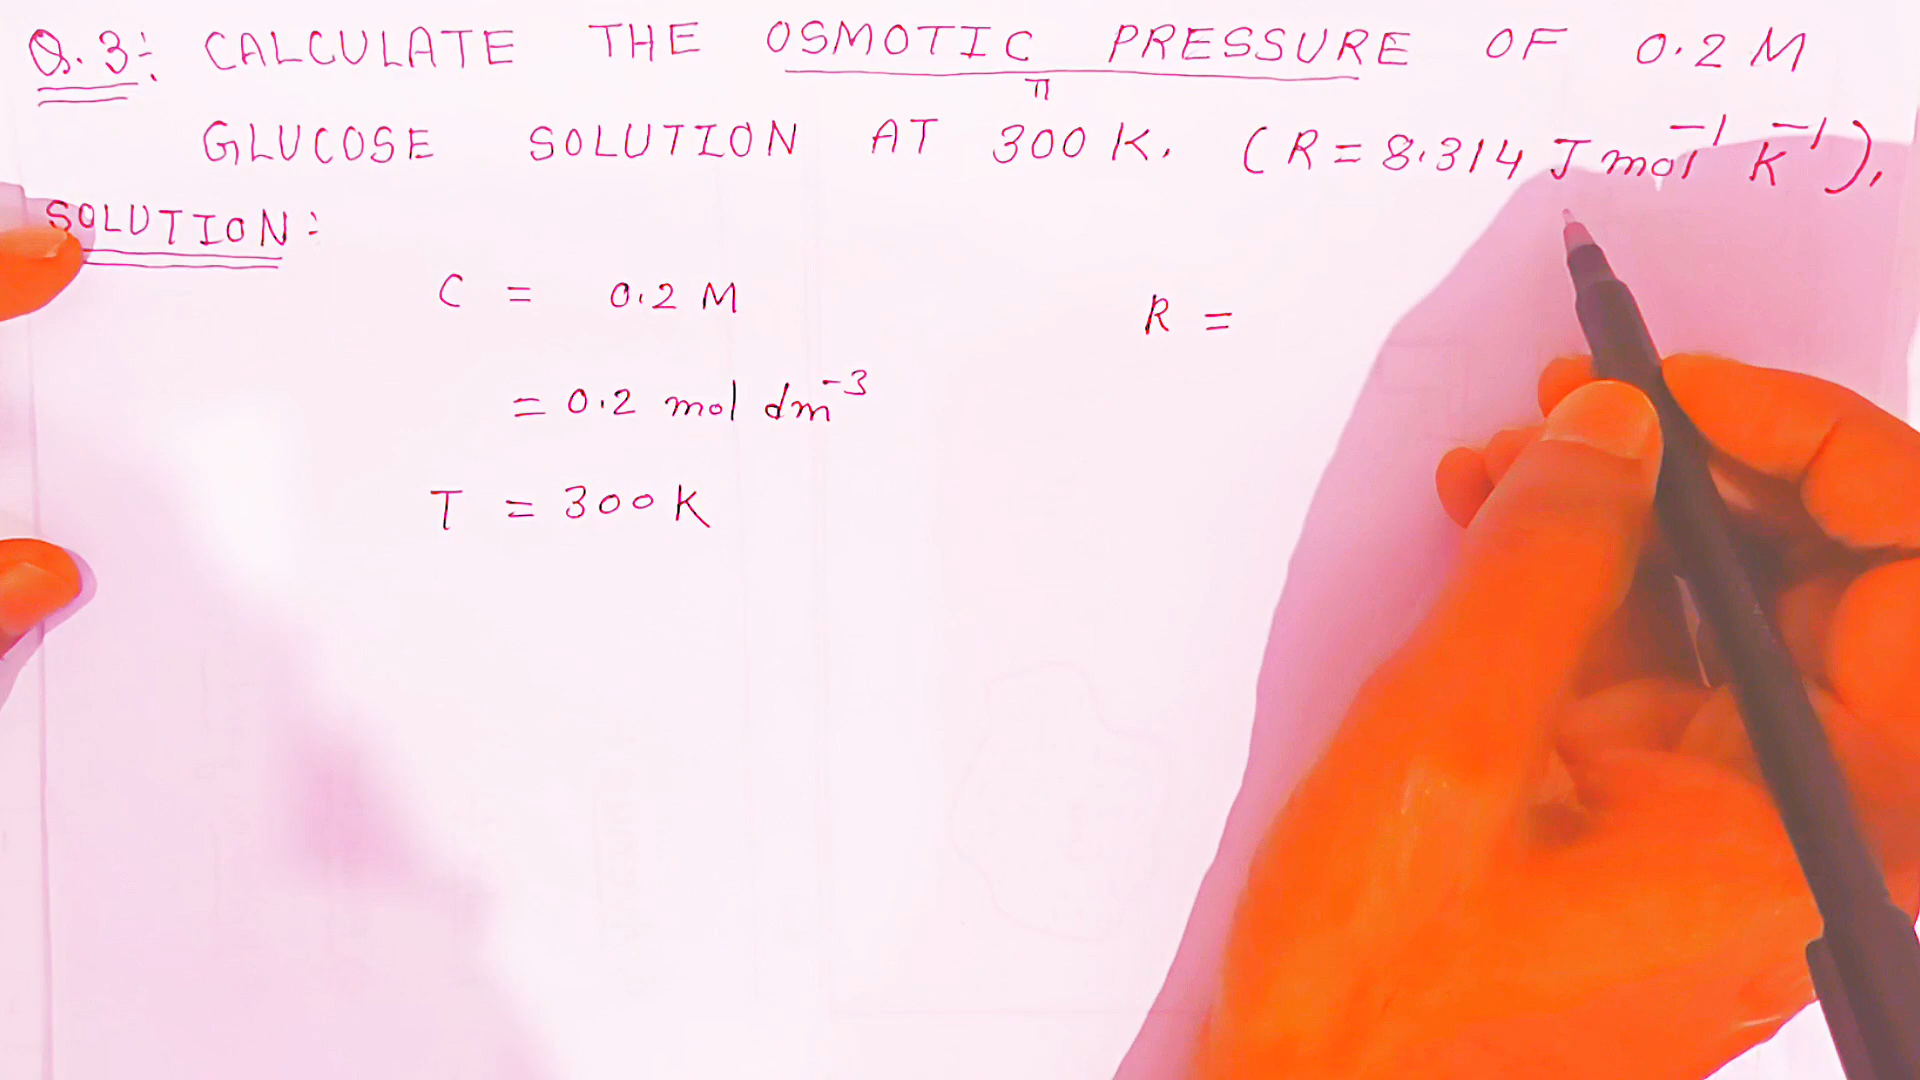 Q.3:- CALCULATE THE OSMOTIC PRESSURE OF 0.2 M
π
GLUCOSE SOLUTION AT 300 K. (R = 8.314 J mol⁻¹ K⁻¹).
SOLUTION:
C = 0.2 M
R =
= 0.2 mol dm⁻³
T = 300 K